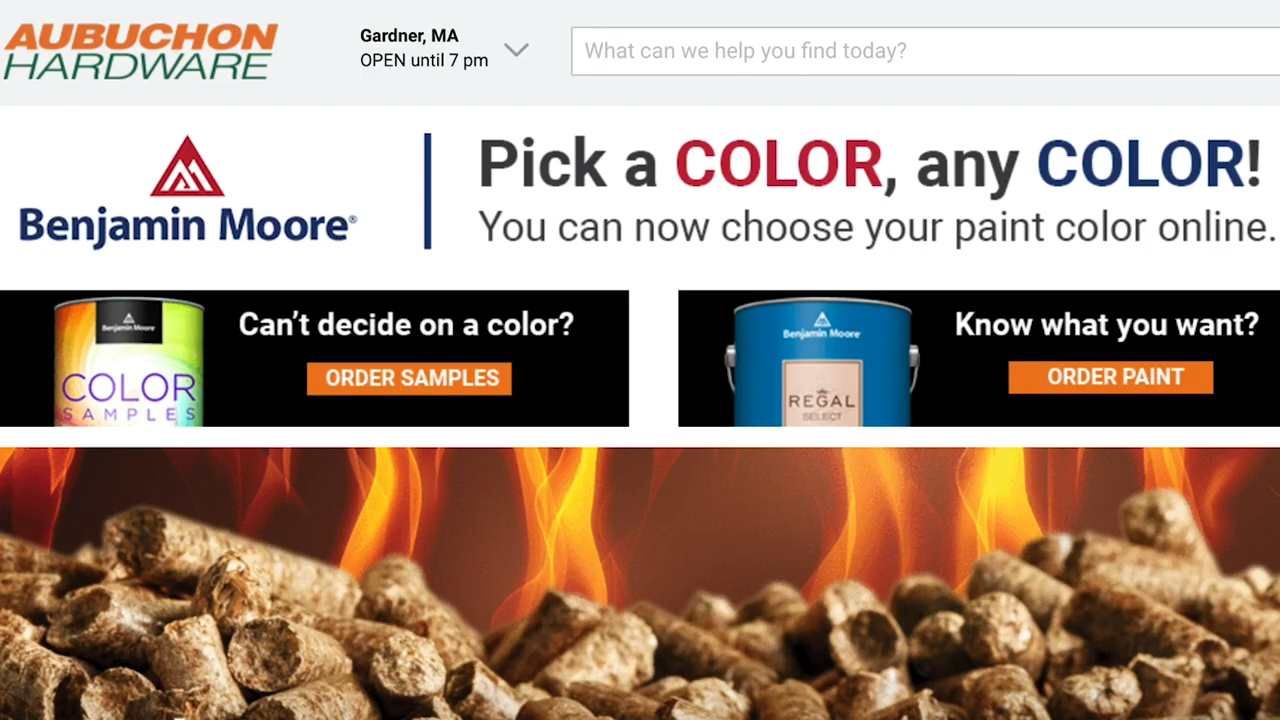 AUBUCHON
HARDWARE
Gardner, MA
OPEN until 7 pm
What can we help you find today?
Benjamin Moore®
Pick a COLOR, any COLOR!
You can now choose your paint color online.
Benjamin Moore
COLOR
SAMPLES
Can't decide on a color?
ORDER SAMPLES
Benjamin Moore
REGAL
SELECT
Know what you want?
ORDER PAINT